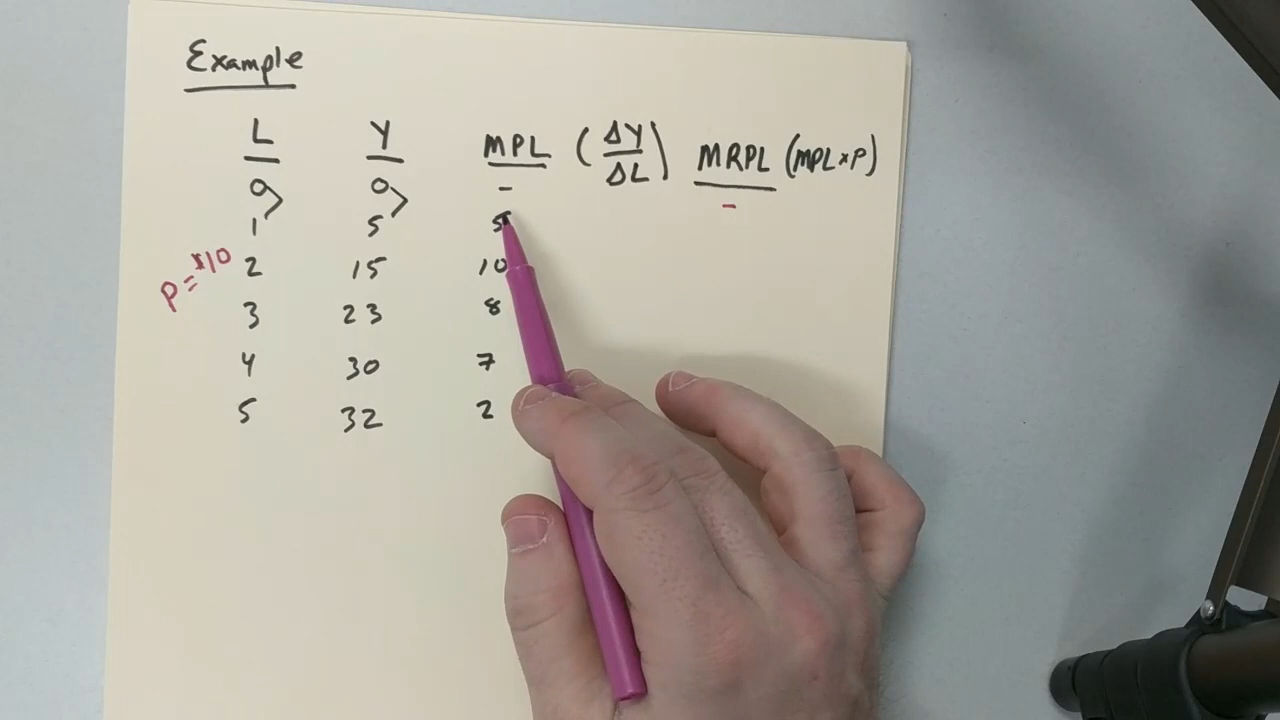 Example
L Y MPL (ΔY/ΔL) MRPL (MPL×P)
0 0 - -
1 5 5
P=$10 2 15 10
3 23 8
4 30 7
5 32 2